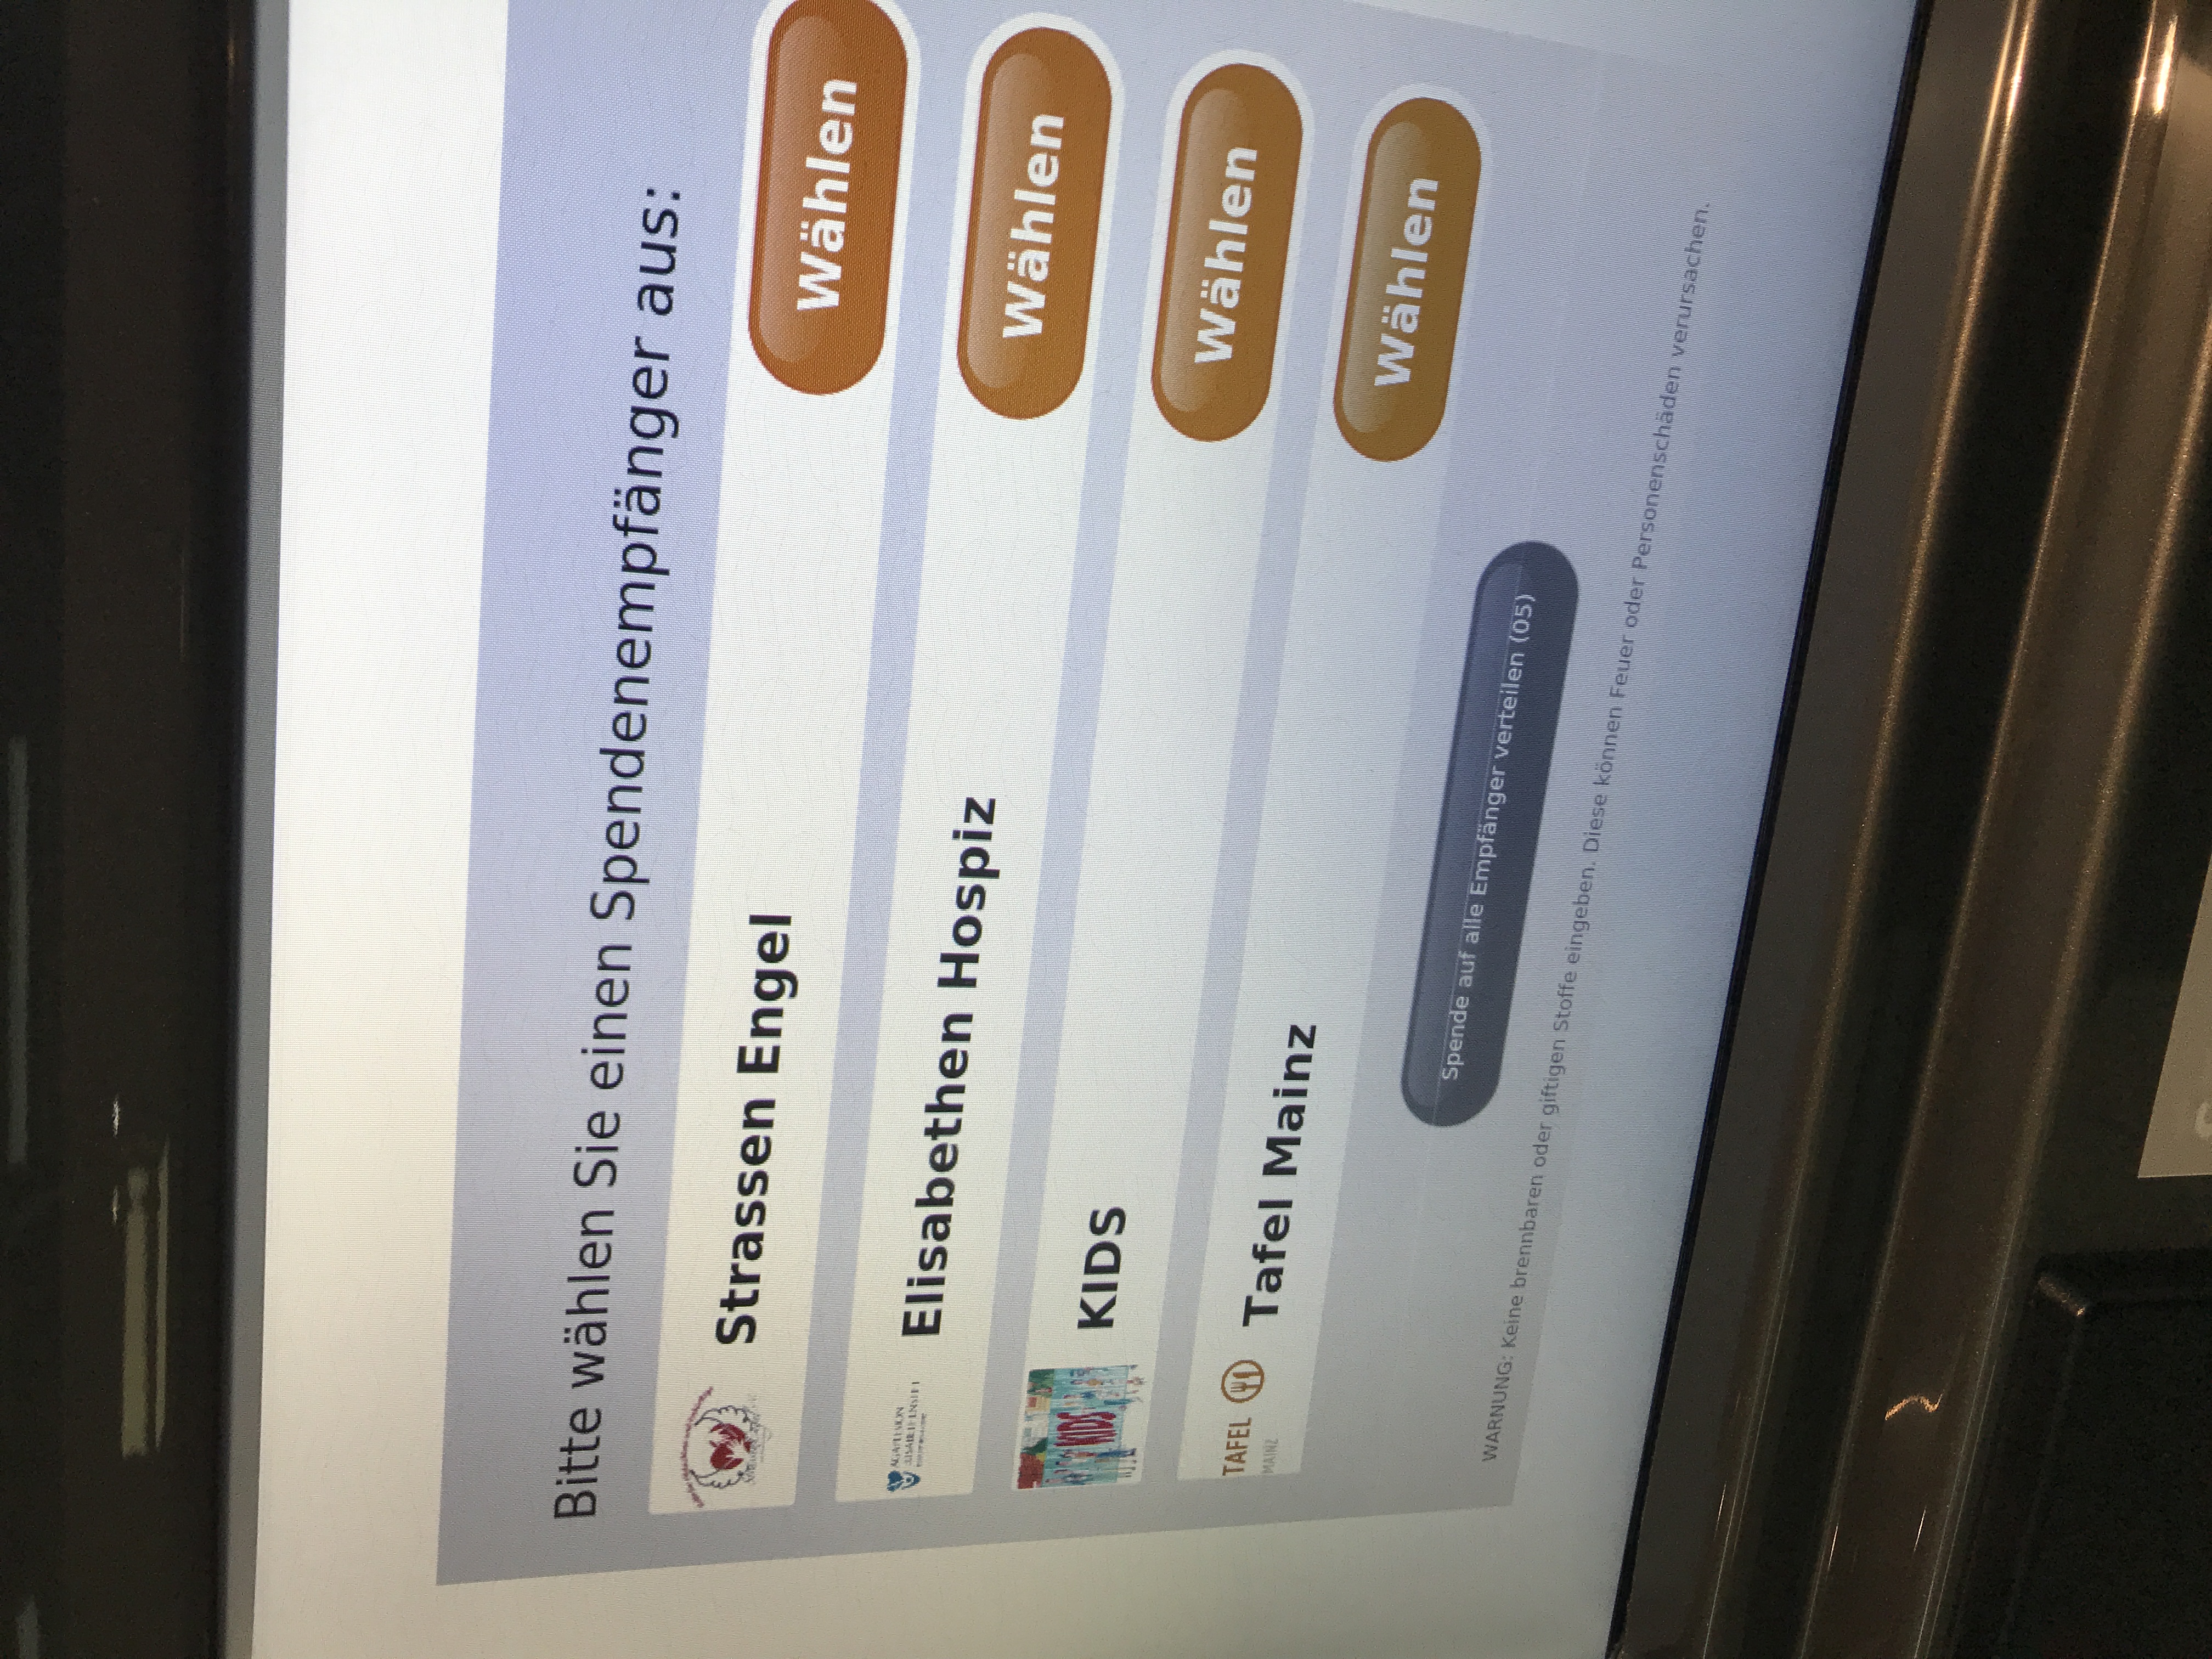 Bitte wählen Sie einen Spendenempfänger aus:
Strassen Engel
Wählen
AGAPLESION
Elisabethen Hospiz
Wählen
KIDS
KIDS
Wählen
TAFEL
MAINZ
Tafel Mainz
Wählen
Spende auf alle Empfänger verteilen (05)
WARNUNG: Keine brennbaren oder giftigen Stoffe eingeben. Diese können Feuer oder Personenschäden verursachen.